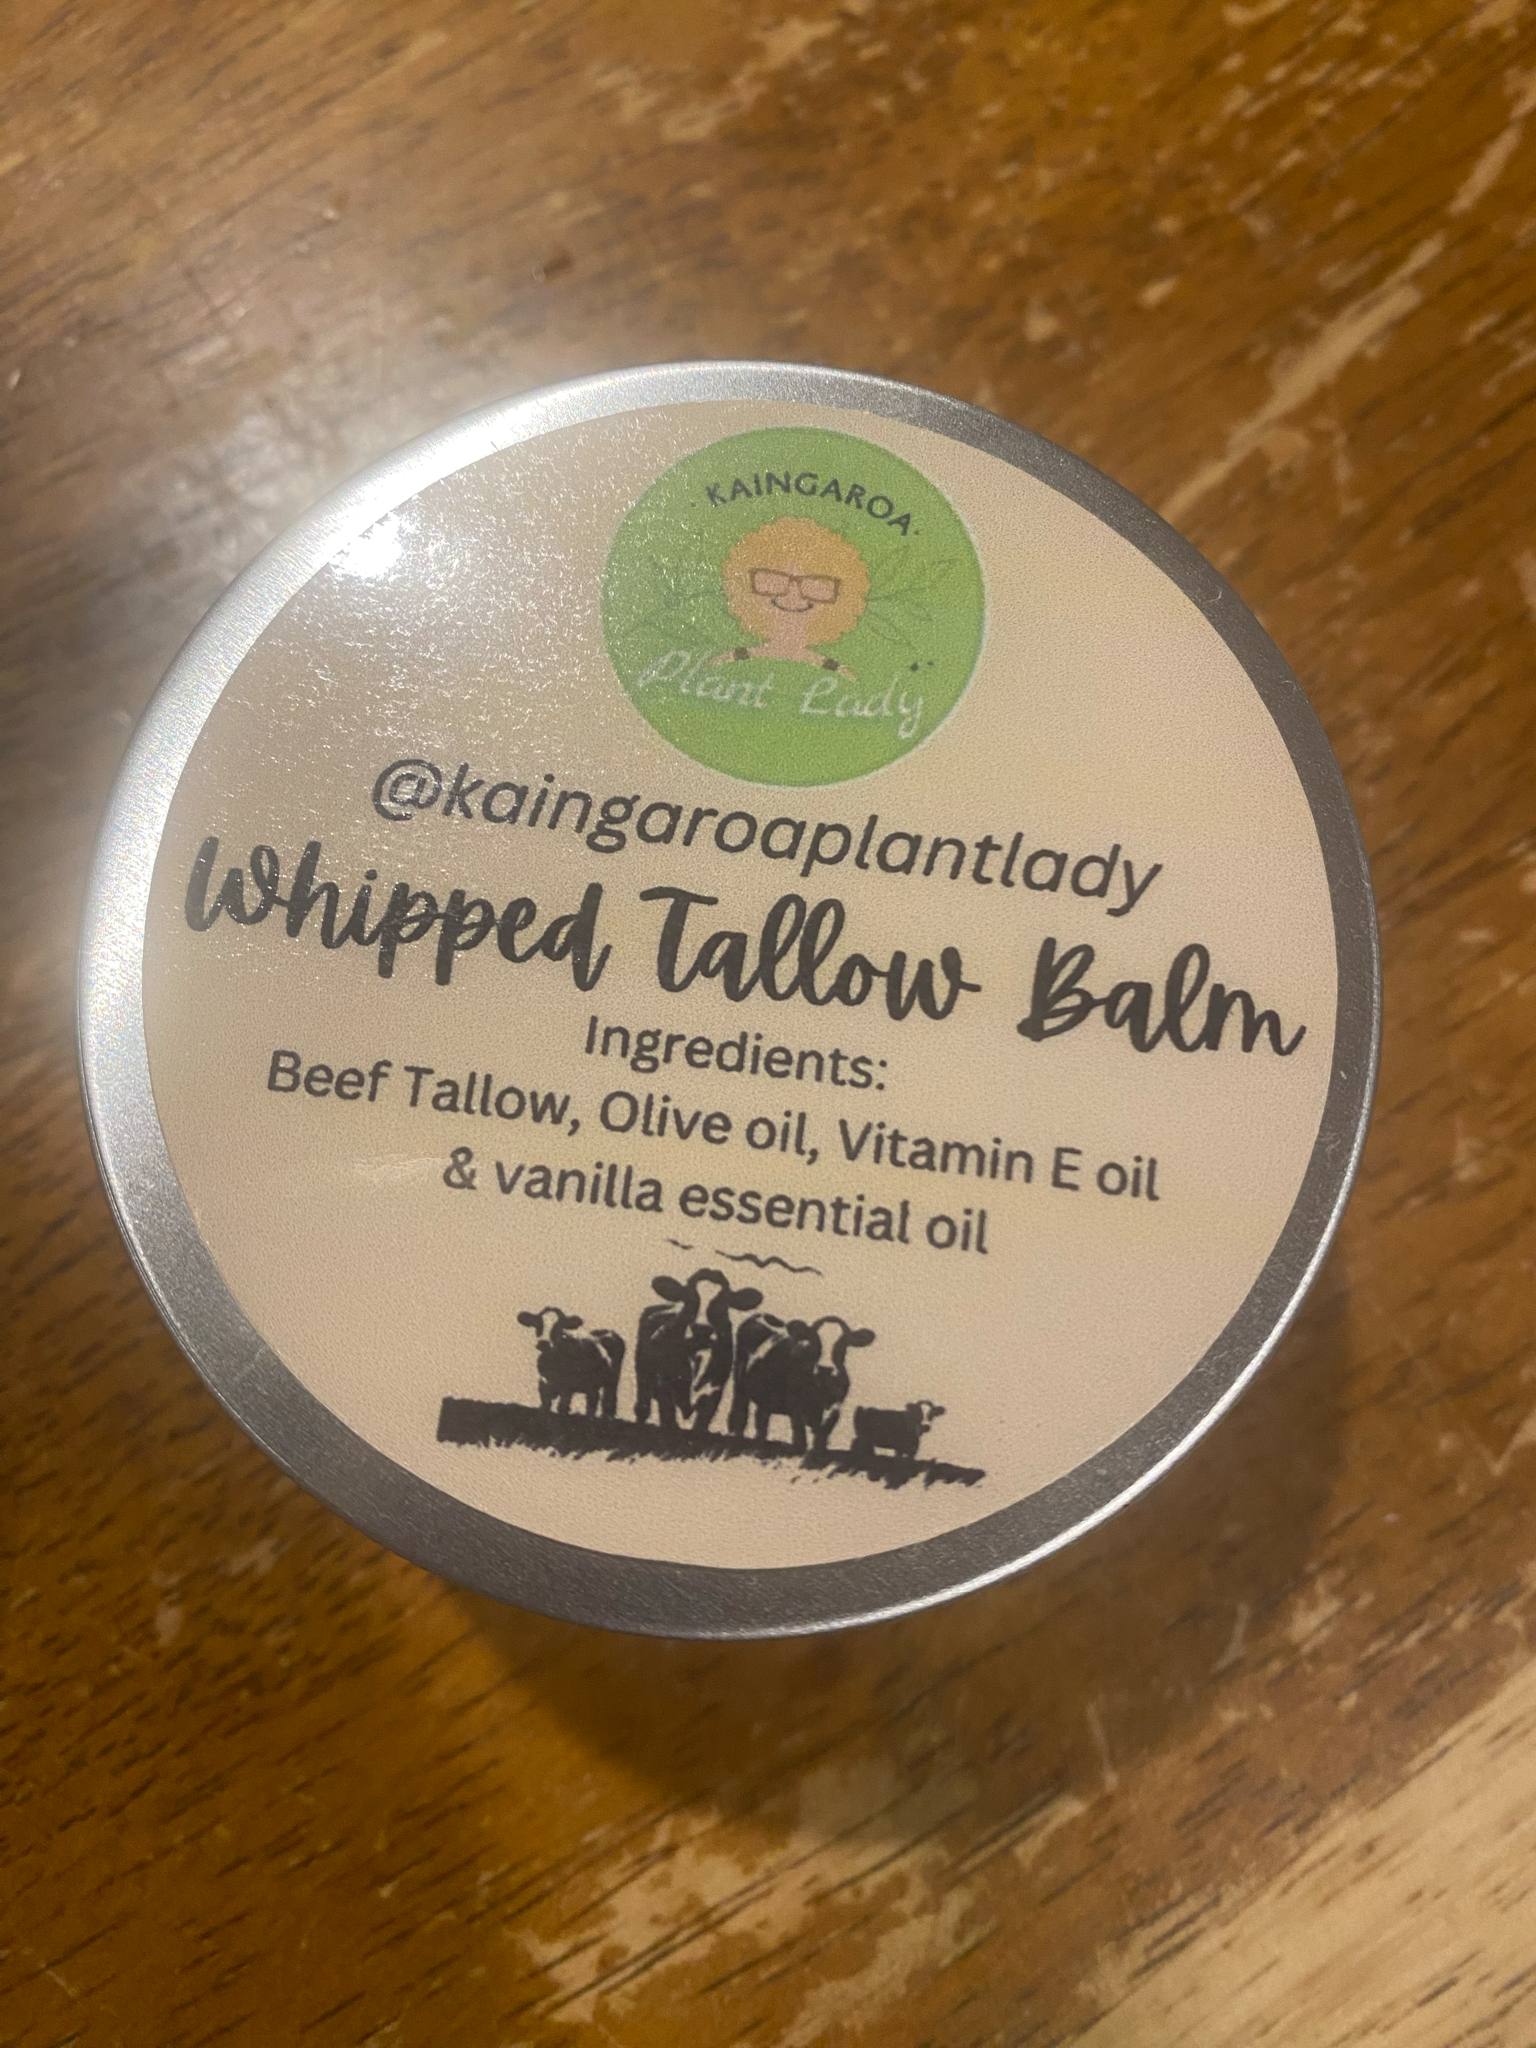 · KAINGAROA ·
Plant Lady
@kaingaroaplantlady
Whipped Tallow Balm
Ingredients:
Beef Tallow, Olive oil, Vitamin E oil
& vanilla essential oil